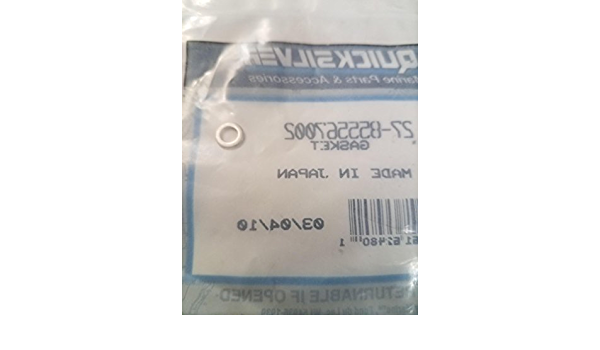 QUICKSILVER
Marine Parts & Accessories
27-855567002
GASKET
MADE IN JAPAN
03/04/10
RETURNABLE IF OPENED